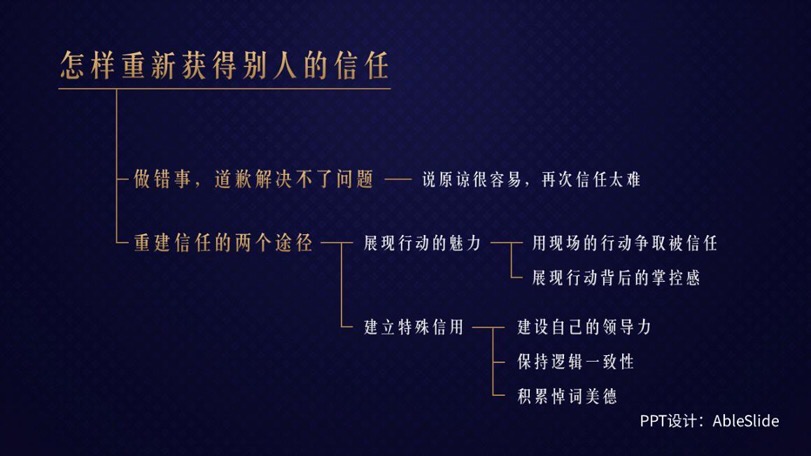 怎样重新获得别人的信任
做错事，道歉解决不了问题
说原谅很容易，再次信任太难
重建信任的两个途径
展现行动的魅力
用现场的行动争取被信任
展现行动背后的掌控感
建立特殊信用
建设自己的领导力
保持逻辑一致性
积累悼词美德
PPT设计：AbleSlide